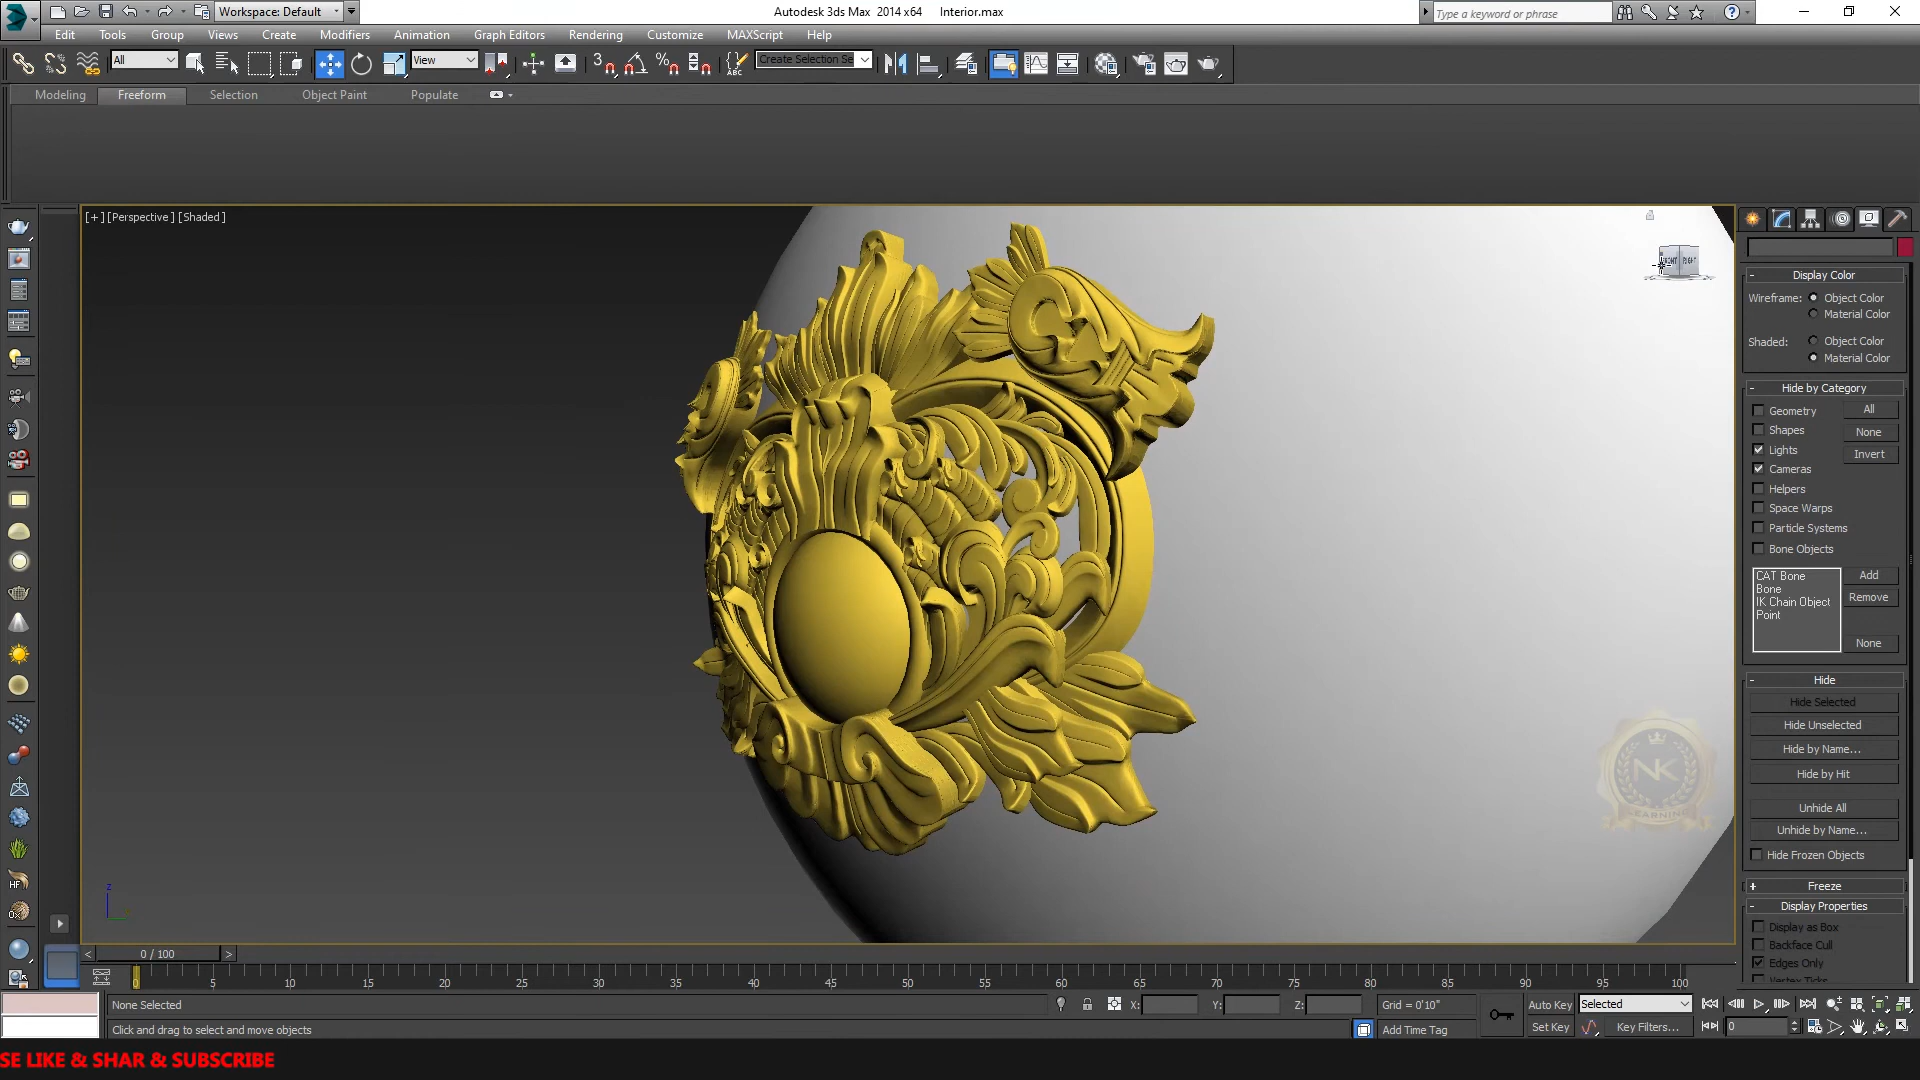 Workspace: Default
Autodesk 3ds Max 2014 x64 Interior.max
Type a keyword or phrase
Edit Tools Group Views Create Modifiers Animation Graph Editors Rendering Customize MAXScript Help
All
View
3
ABC
Create Selection Se
Modeling Freeform Selection Object Paint Populate
[+] [Perspective] [Shaded]
RIGHT
Display Color
Wireframe: Object Color
Material Color
Shaded: Object Color
Material Color
Hide by Category
Geometry All
Shapes None
Lights Invert
Cameras
Helpers
Space Warps
Particle Systems
Bone Objects
CAT Bone Add
Bone
IK Chain Object Remove
Point
None
Hide
Hide Selected
Hide Unselected
Hide by Name...
Hide by Hit
Unhide All
Unhide by Name...
Hide Frozen Objects
Freeze
Display Properties
Display as Box
Backface Cull
Edges Only
Vertex Ticks
NK
LEARNING
HF
z
< 0 / 100 >
0 5 10 15 20 25 30 35 40 45 50 55 60 65 70 75 80 85 90 95 100
None Selected X: Y: Z: Grid = 0'10" Auto Key Selected
Click and drag to select and move objects Add Time Tag Set Key Key Filters... 0
SE LIKE & SHAR & SUBSCRIBE